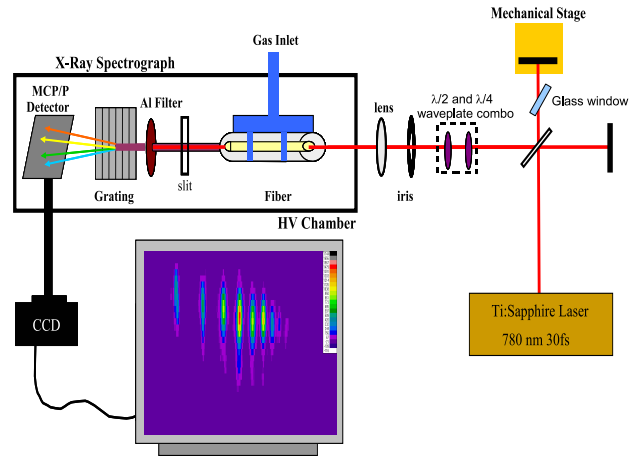 Mechanical Stage
Gas Inlet
X-Ray Spectrograph
MCP/P
Detector
Al Filter
lens
λ/2 and λ/4
waveplate combo
Glass window
slit
Grating
Fiber
iris
HV Chamber
CCD
Ti:Sapphire Laser
780 nm 30fs